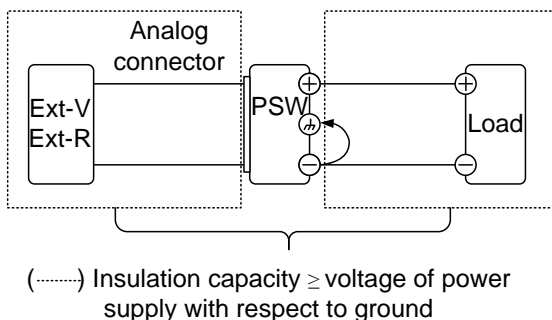 Analog
connector
Ext-V
Ext-R
PSW
+
+
Load
−
−
(............) Insulation capacity ≥ voltage of power
supply with respect to ground